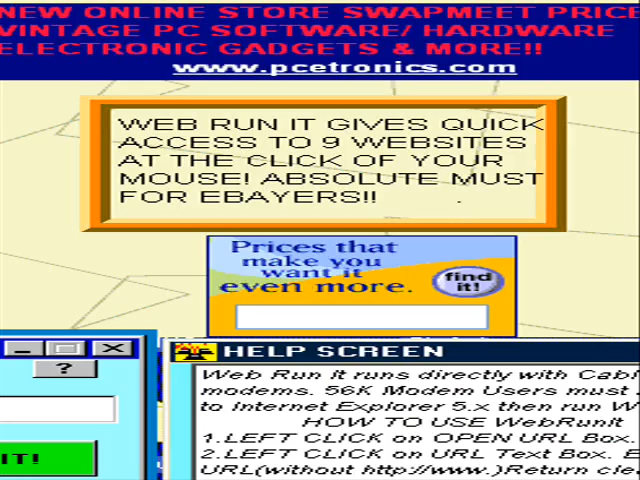 NEW ONLINE STORE SWAPMEET PRICE
VINTAGE PC SOFTWARE/ HARDWARE
ELECTRONIC GADGETS & MORE!!
www.pcetronics.com
WEB RUN IT GIVES QUICK
ACCESS TO 9 WEBSITES
AT THE CLICK OF YOUR
MOUSE! ABSOLUTE MUST
FOR EBAYERS!! .
Prices that
make you
want it
even more.
find
it!
?
IT!
HELP SCREEN
Web Run It runs directly with Cabl
modems. 56K Modem Users must
to Internet Explorer 5.x then run W
HOW TO USE WebRunIt
1.LEFT CLICK on OPEN URL Box.
2.LEFT CLICK on URL Text Box. E
URL(without http://www.)Return cle